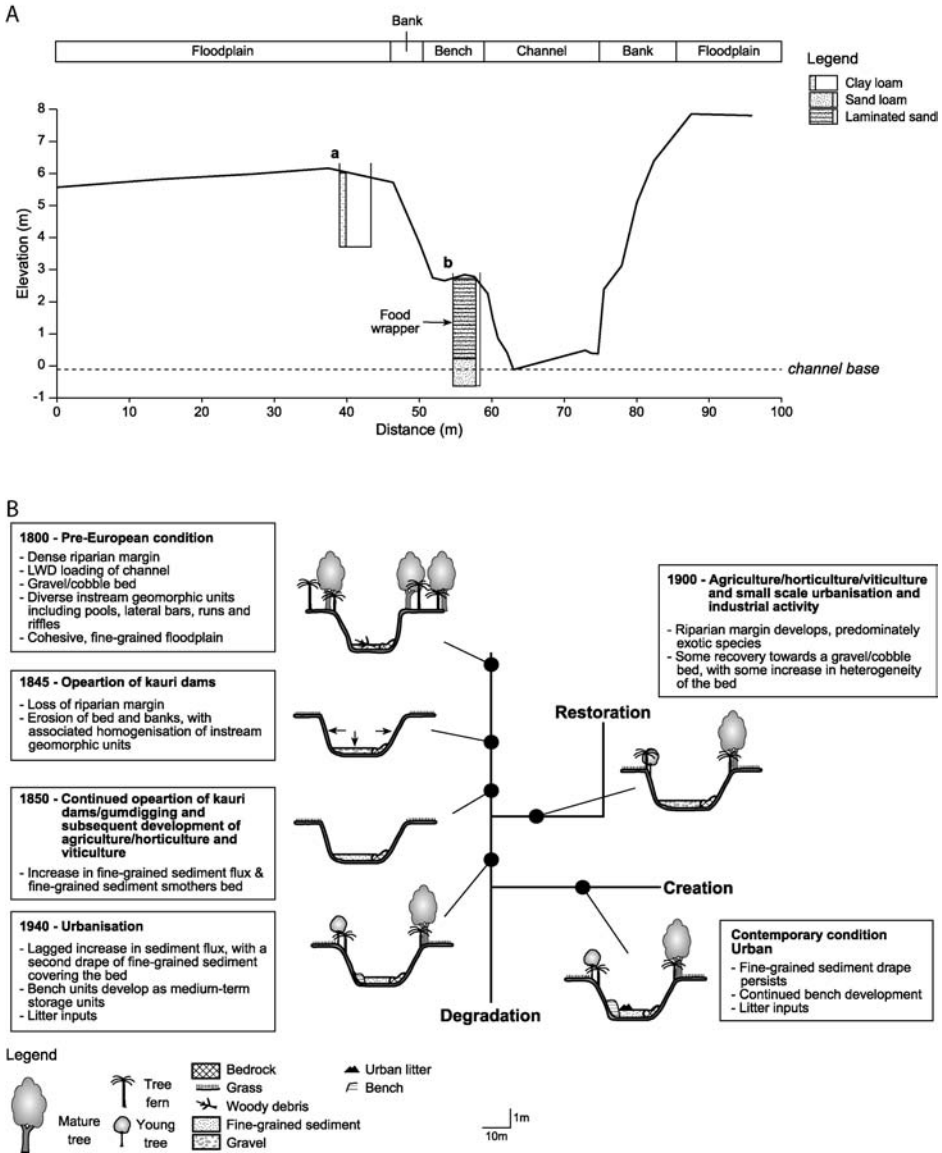 A
Bank
Floodplain
Bench
Channel
Bank
Floodplain
Legend
Clay loam
Sand loam
Laminated sand
8
7
6
5
4
3
2
1
0
-1
Elevation (m)
a
b
Food
wrapper
channel base
0
10
20
30
40
50
60
70
80
90
100
Distance (m)
B
1800 - Pre-European condition
- Dense riparian margin
- LWD loading of channel
- Gravel/cobble bed
- Diverse instream geomorphic units
including pools, lateral bars, runs and
riffles
- Cohesive, fine-grained floodplain
1845 - Opeartion of kauri dams
- Loss of riparian margin
- Erosion of bed and banks, with
associated homogenisation of instream
geomorphic units
1850 - Continued opeartion of kauri
dams/gumdigging and
subsequent development of
agriculture/horticulture and
viticulture
- Increase in fine-grained sediment flux &
fine-grained sediment smothers bed
1940 - Urbanisation
- Lagged increase in sediment flux, with a
second drape of fine-grained sediment
covering the bed
- Bench units develop as medium-term
storage units
- Litter inputs
1900 - Agriculture/horticulture/viticulture
and small scale urbanisation and
industrial activity
- Riparian margin develops, predominately
exotic species
- Some recovery towards a gravel/cobble
bed, with some increase in heterogeneity
of the bed
Restoration
Creation
Degradation
Contemporary condition
Urban
- Fine-grained sediment drape
persists
- Continued bench development
- Litter inputs
Legend
Mature
tree
Tree
fern
Young
tree
Bedrock
Grass
Woody debris
Fine-grained sediment
Gravel
Urban litter
Bench
1m
10m